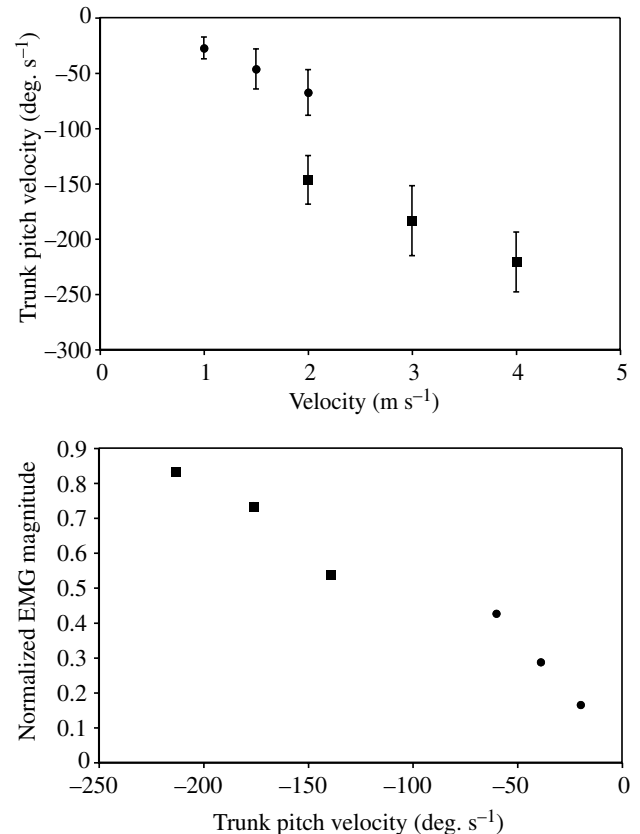 Trunk pitch velocity (deg. s⁻¹)
0
–50
–100
–150
–200
–250
–300
0 1 2 3 4 5
Velocity (m s⁻¹)
Normalized EMG magnitude
0.9
0.8
0.7
0.6
0.5
0.4
0.3
0.2
0.1
0
–250 –200 –150 –100 –50 0
Trunk pitch velocity (deg. s⁻¹)